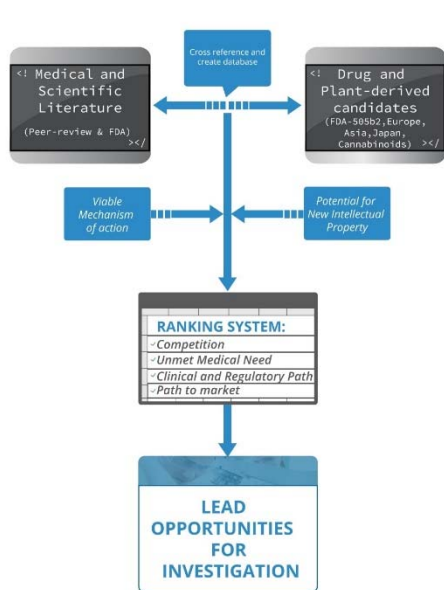 Cross reference and
create database
<! Medical and
Scientific
Literature
(Peer-review & FDA)
></
<! Drug and
Plant-derived
candidates
(FDA-505b2,Europe,
Asia,Japan,
Cannabinoids) ></
Viable
Mechanism
of action
Potential for
New Intellectual
Property
RANKING SYSTEM:
✓Competition
✓Unmet Medical Need
✓Clinical and Regulatory Path
✓Path to market
LEAD
OPPORTUNITIES
FOR
INVESTIGATION